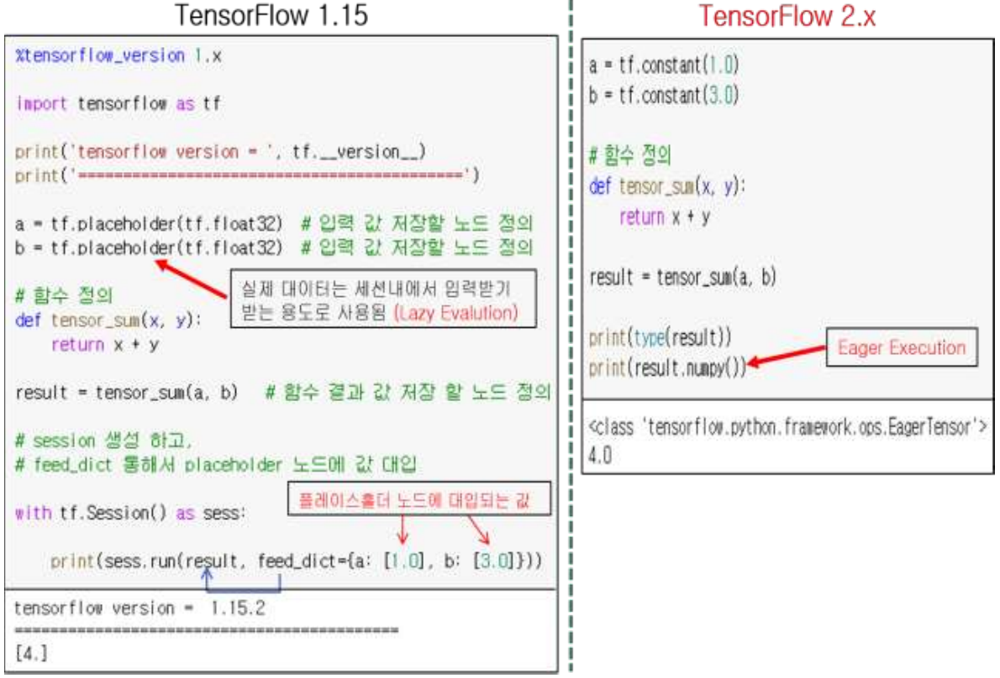 TensorFlow 1.15
%tensorflow_version 1.x
import tensorflow as tf
print('tensorflow version = ', tf.__version__)
print('===========================================')
a = tf.placeholder(tf.float32) # 입력 값 저장할 노드 정의
b = tf.placeholder(tf.float32) # 입력 값 저장할 노드 정의
실제 데이터는 세션내에서 입력받기
받는 용도로 사용됨 (Lazy Evalution)
# 함수 정의
def tensor_sum(x, y):
return x + y
result = tensor_sum(a, b) # 함수 결과 값 저장 할 노드 정의
# session 생성 하고,
# feed_dict 통해서 placeholder 노드에 값 대입
플레이스홀더 노드에 대입되는 값
with tf.Session() as sess:
print(sess.run(result, feed_dict={a: [1.0], b: [3.0]}))
tensorflow version = 1.15.2
===========================================
[4.]
TensorFlow 2.x
a = tf.constant(1.0)
b = tf.constant(3.0)
# 함수 정의
def tensor_sum(x, y):
return x + y
result = tensor_sum(a, b)
print(type(result))
print(result.numpy())
Eager Execution
<class 'tensorflow.python.framework.ops.EagerTensor'>
4.0